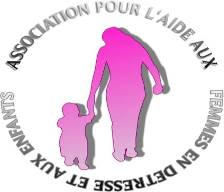 ASSOCIATION POUR L'AIDE AUX
FEMMES EN DETRESSE ET AUX ENFANTS